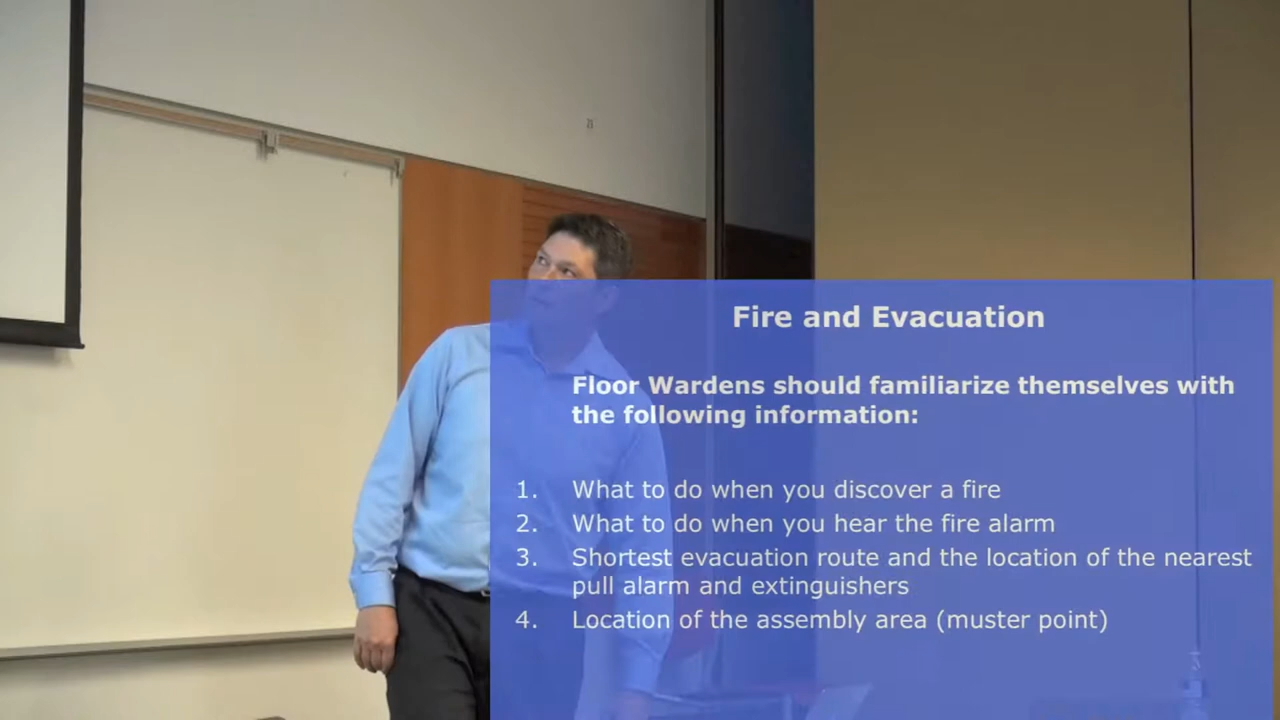 Fire and Evacuation
Floor Wardens should familiarize themselves with
the following information:
1. What to do when you discover a fire
2. What to do when you hear the fire alarm
3. Shortest evacuation route and the location of the nearest
pull alarm and extinguishers
4. Location of the assembly area (muster point)